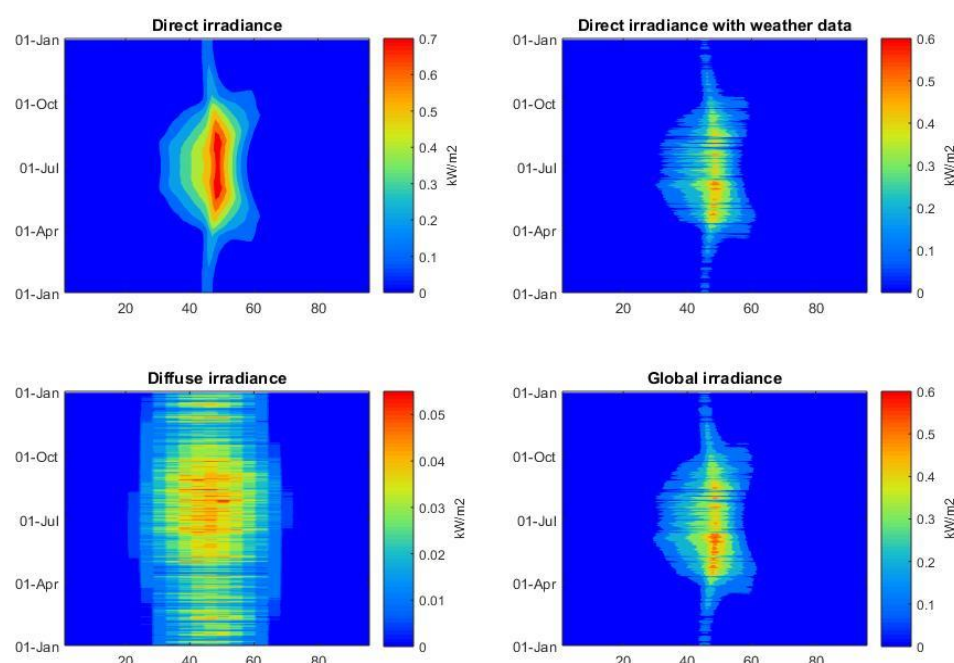 Direct irradiance
01-Jan
01-Oct
01-Jul
01-Apr
01-Jan
20 40 60 80
0.7
0.6
0.5
0.4
0.3
0.2
0.1
0
kW/m2
Direct irradiance with weather data
01-Jan
01-Oct
01-Jul
01-Apr
01-Jan
20 40 60 80
0.6
0.5
0.4
0.3
0.2
0.1
0
kW/m2
Diffuse irradiance
01-Jan
01-Oct
01-Jul
01-Apr
01-Jan
20 40 60 80
0.05
0.04
0.03
0.02
0.01
0
kW/m2
Global irradiance
01-Jan
01-Oct
01-Jul
01-Apr
01-Jan
20 40 60 80
0.6
0.5
0.4
0.3
0.2
0.1
0
kW/m2